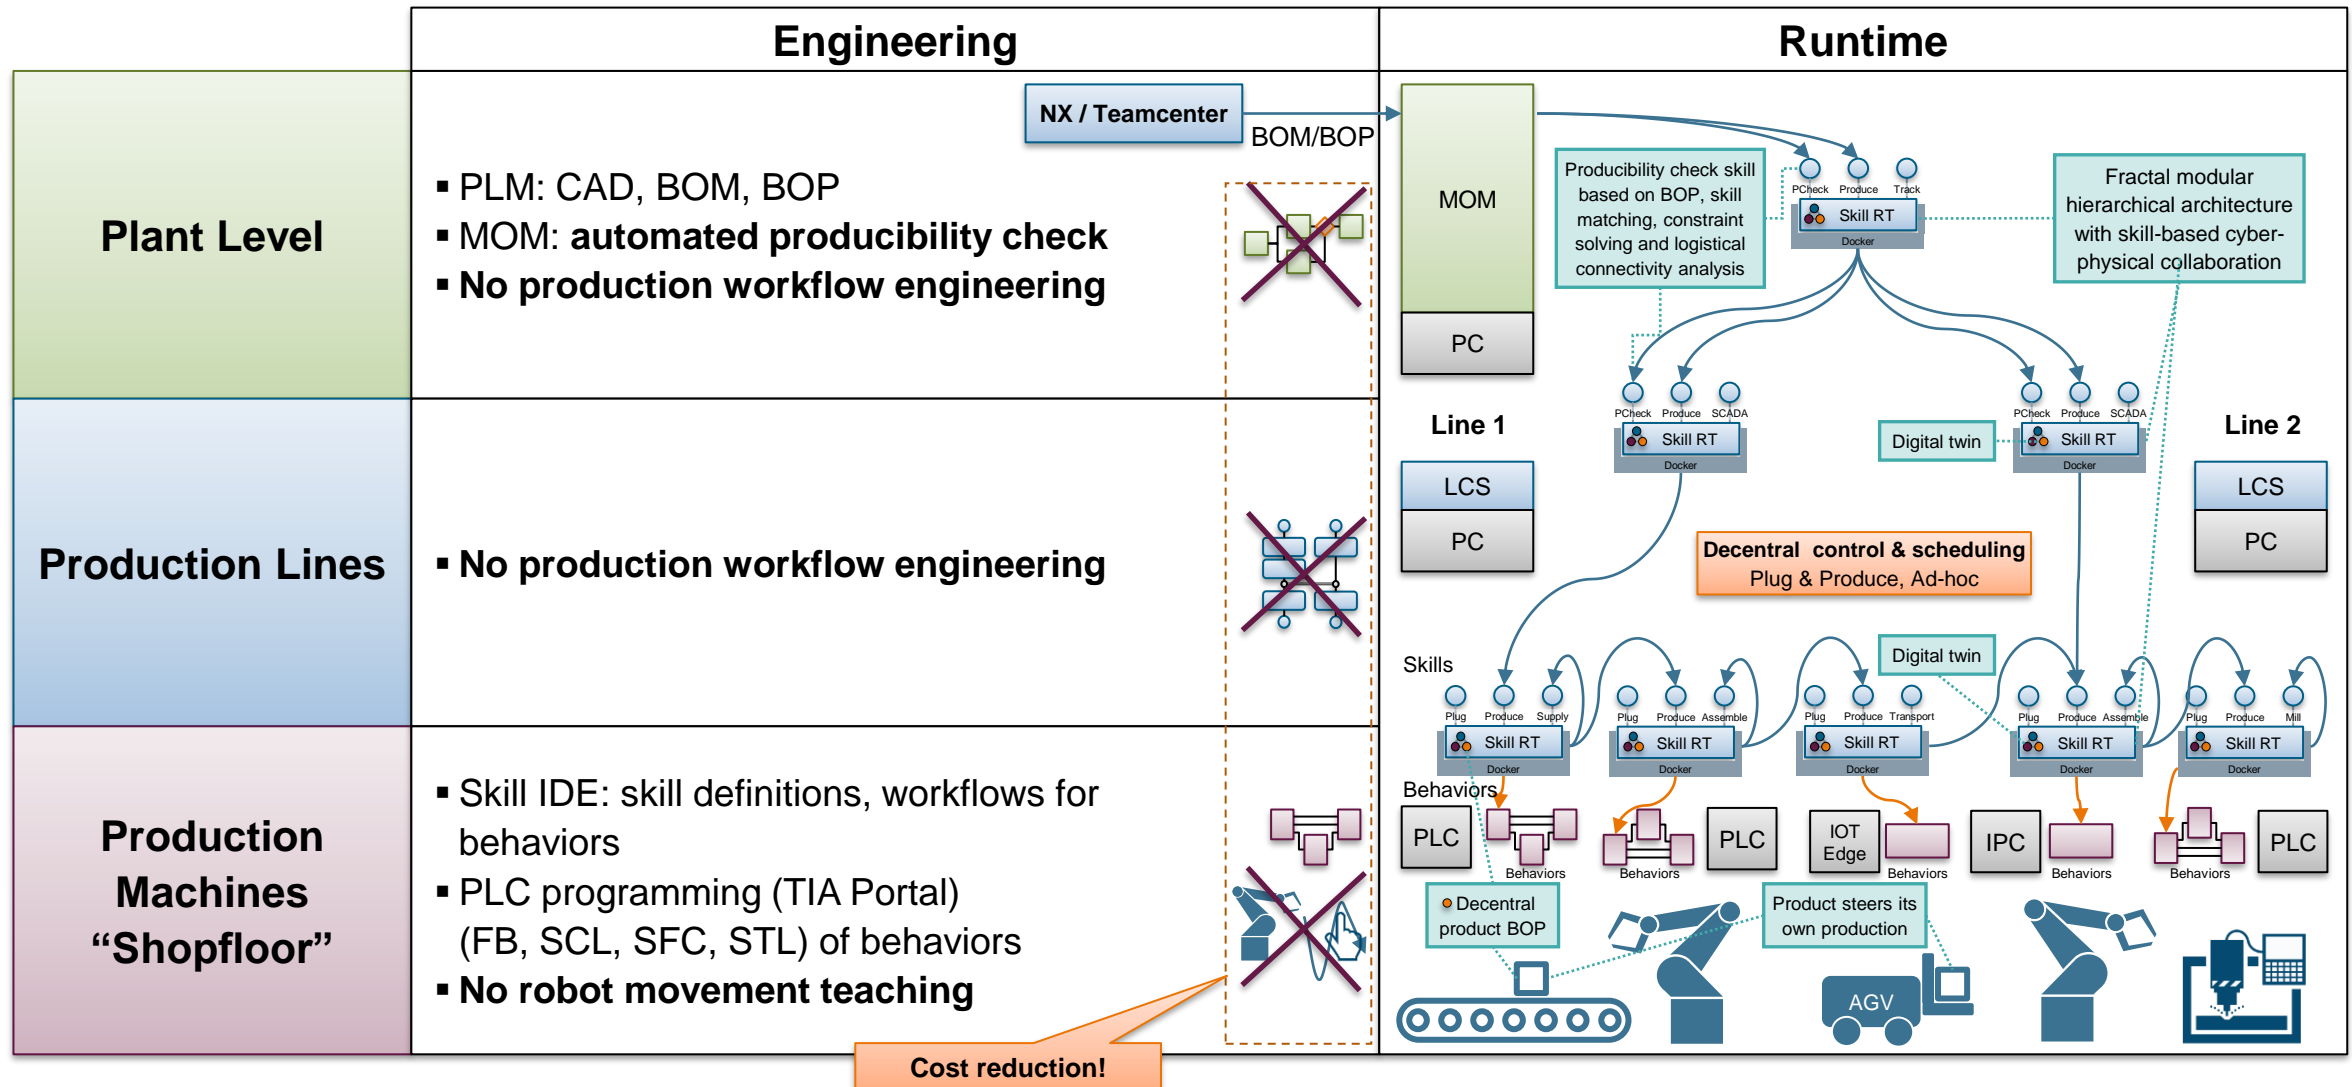 Engineering
Runtime
Plant Level
NX / Teamcenter
BOM/BOP
▪ PLM: CAD, BOM, BOP
▪ MOM: automated producibility check
▪ No production workflow engineering
MOM
PC
Producibility check skill
based on BOP, skill
matching, constraint
solving and logistical
connectivity analysis
PCheck Produce Track
Skill RT
Docker
Fractal modular
hierarchical architecture
with skill-based cyber-
physical collaboration
Production Lines
▪ No production workflow engineering
Line 1
LCS
PC
PCheck Produce SCADA
Skill RT
Docker
Digital twin
PCheck Produce SCADA
Skill RT
Docker
Line 2
LCS
PC
Decentral control & scheduling
Plug & Produce, Ad-hoc
Skills
Digital twin
Plug Produce Supply
Skill RT
Docker
Plug Produce Assemble
Skill RT
Docker
Plug Produce Transport
Skill RT
Docker
Plug Produce Assemble
Skill RT
Docker
Plug Produce Mill
Skill RT
Docker
Production
Machines
“Shopfloor”
▪ Skill IDE: skill definitions, workflows for
behaviors
▪ PLC programming (TIA Portal)
(FB, SCL, SFC, STL) of behaviors
▪ No robot movement teaching
Cost reduction!
Behaviors
PLC
Behaviors
Behaviors
PLC
IOT
Edge
Behaviors
IPC
Behaviors
Behaviors
PLC
Decentral
product BOP
Product steers its
own production
AGV